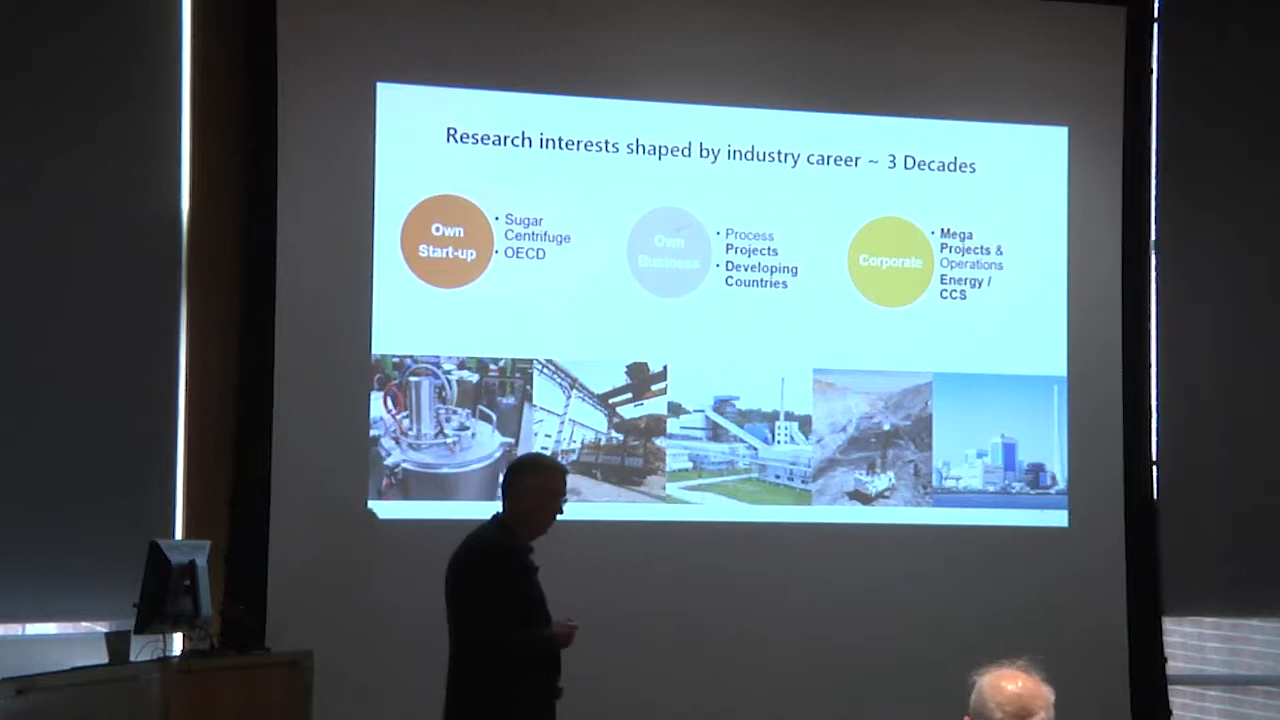 Research interests shaped by industry career ~ 3 Decades
Own
Start-up
• Sugar
Centrifuge
• OECD
Own
Business
• Process
Projects
• Developing
Countries
Corporate
• Mega
Projects &
Operations
Energy /
CCS